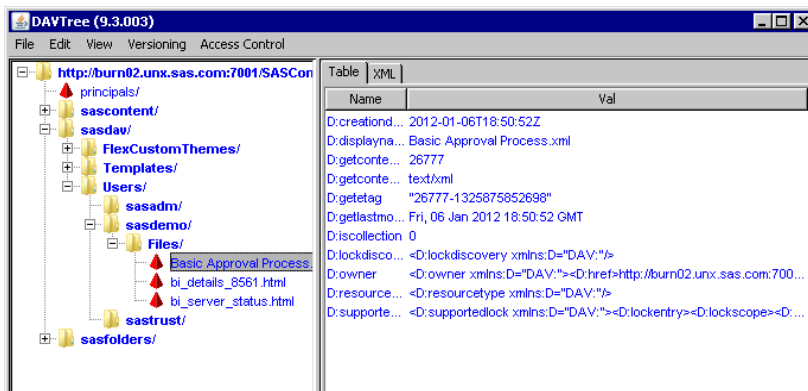 DAVTree (9.3.003)
File Edit View Versioning Access Control
http://burn02.unx.sas.com:7001/SASCon
principals/
sascontent/
sasdav/
FlexCustomThemes/
Templates/
Users/
sasadm/
sasdemo/
Files/
Basic Approval Process.
bi_details_8561.html
bi_server_status.html
sastrust/
sasfolders/
Table XML
Name Val
D:creationd... 2012-01-06T18:50:52Z
D:displayna... Basic Approval Process.xml
D:getconte... 26777
D:getconte... text/xml
D:getetag "26777-1325875852698"
D:getlastmo... Fri, 06 Jan 2012 18:50:52 GMT
D:iscollection 0
D:lockdisco... <D:lockdiscovery xmlns:D="DAV:"/>
D:owner <D:owner xmlns:D="DAV:"><D:href>http://burn02.unx.sas.com:700...
D:resource... <D:resourcetype xmlns:D="DAV:"/>
D:supporte... <D:supportedlock xmlns:D="DAV:"><D:lockentry><D:lockscope><D:...